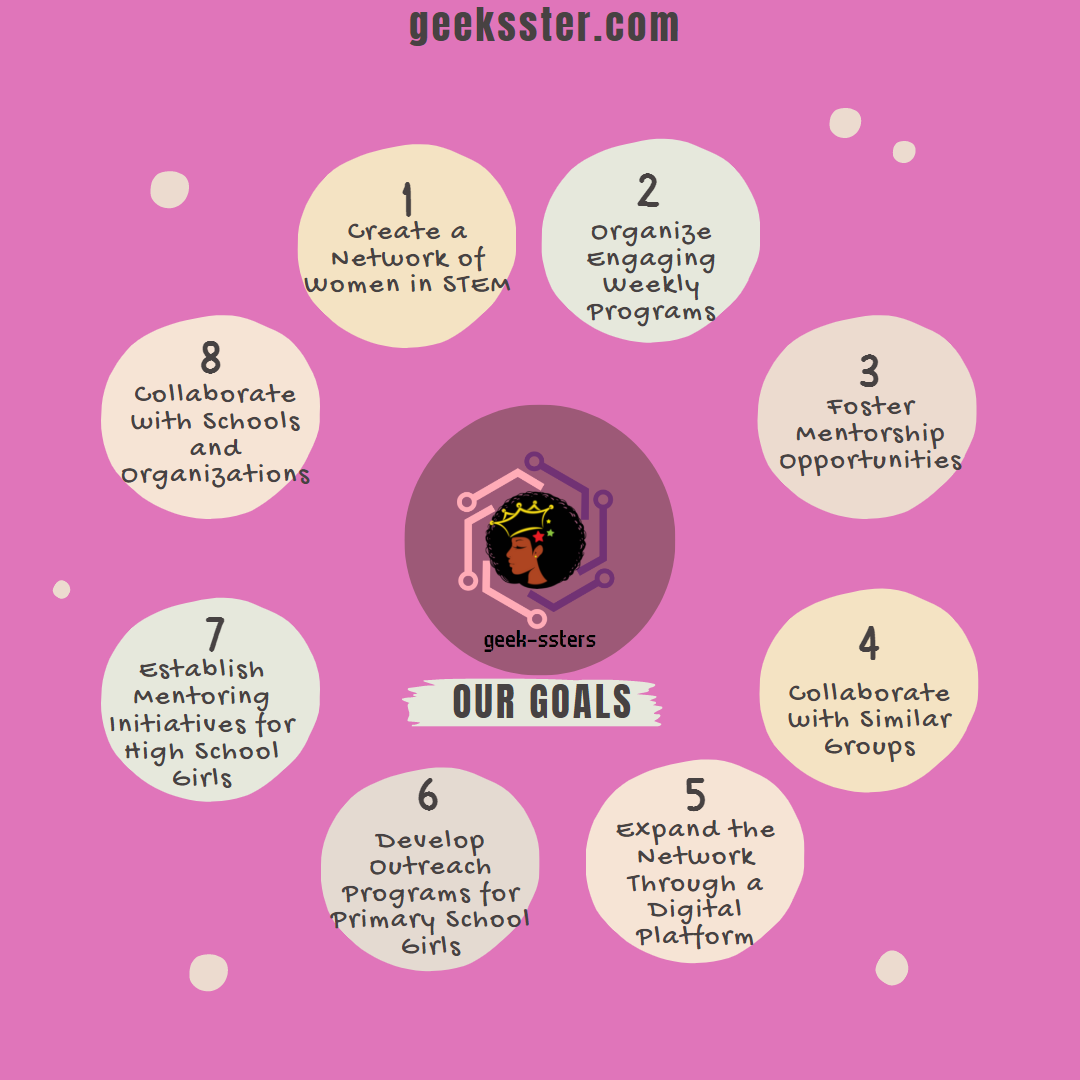 geeksster.com
1
Create a
Network of
Women in STEM
2
Organize
Engaging
Weekly
Programs
3
Foster
Mentorship
Opportunities
4
Collaborate
with Similar
Groups
5
Expand the
Network
Through a
Digital
Platform
6
Develop
Outreach
Programs for
Primary School
Girls
7
Establish
Mentoring
Initiatives for
High School
Girls
8
Collaborate
with Schools
and
Organizations
geek-ssters
OUR GOALS